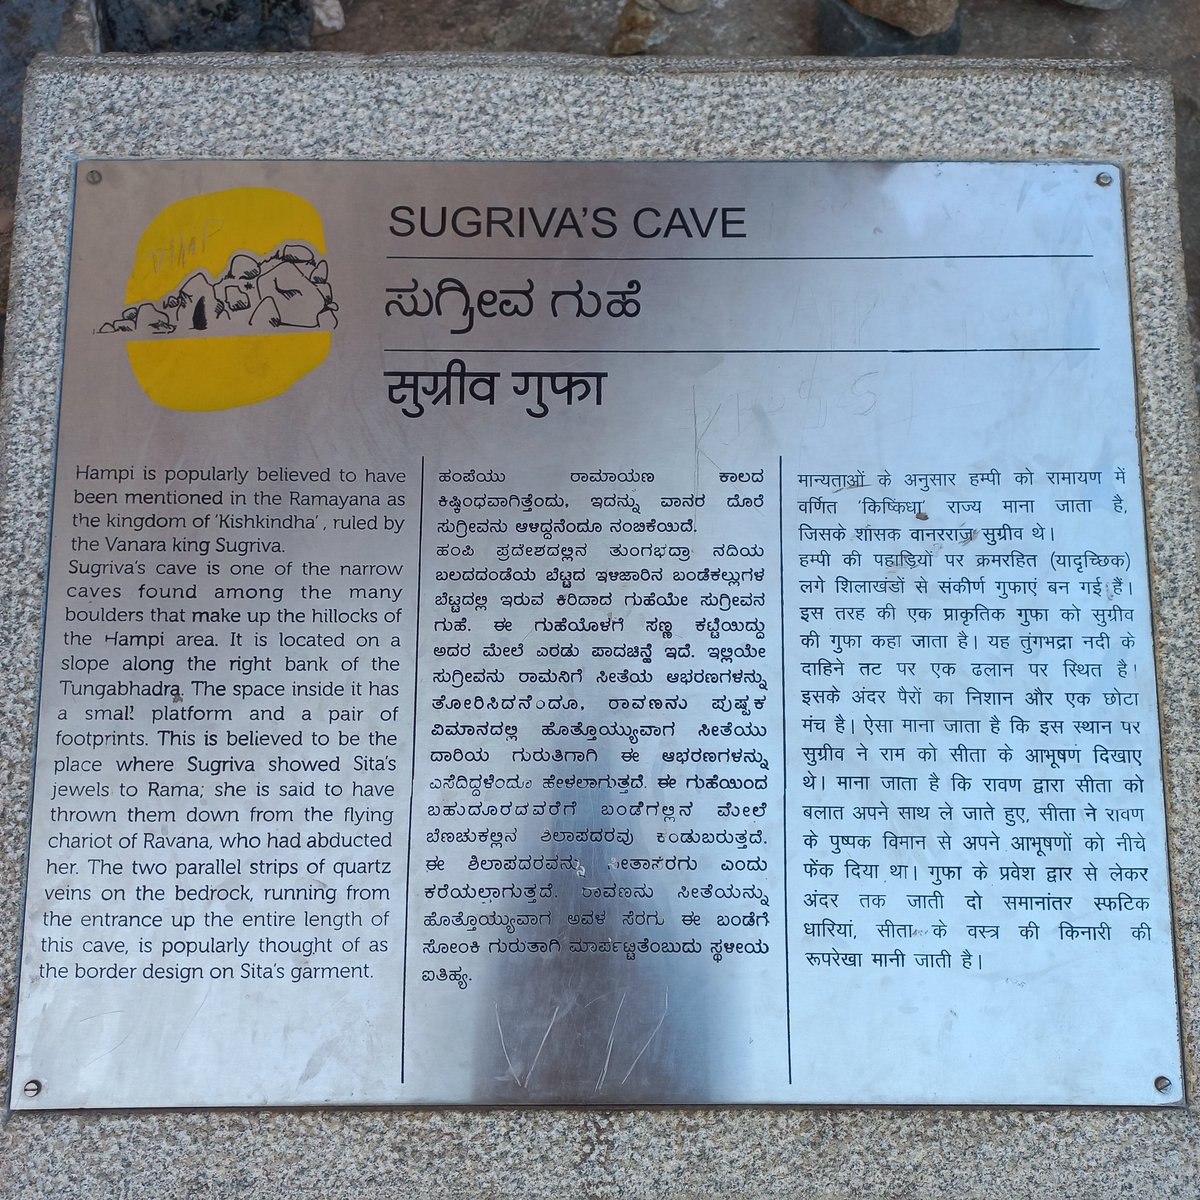 SUGRIVA'S CAVE
ಸುಗ್ರೀವ ಗುಹೆ
सुग्रीव गुफा
Hampi is popularly believed to have
been mentioned in the Ramayana as
the kingdom of 'Kishkindha' , ruled by
the Vanara king Sugriva.
Sugriva's cave is one of the narrow
caves found among the many
boulders that make up the hillocks of
the Hampi area. It is located on a
slope along the right bank of the
Tungabhadra. The space inside it has
a small platform and a pair of
footprints. This is believed to be the
place where Sugriva showed Sita's
jewels to Rama; she is said to have
thrown them down from the flying
chariot of Ravana, who had abducted
her. The two parallel strips of quartz
veins on the bedrock, running from
the entrance up the entire length of
this cave, is popularly thought of as
the border design on Sita's garment.
ಹಂಪೆಯು ರಾಮಾಯಣ ಕಾಲದ
ಕಿಷ್ಕಿಂಧವಾಗಿತ್ತೆಂದು, ಇದನ್ನು ವಾನರ ದೊರೆ
ಸುಗ್ರೀವನು ಆಳಿದ್ದನೆಂದೂ ನಂಬಿಕೆಯಿದೆ.
ಹಂಪಿ ಪ್ರದೇಶದಲ್ಲಿನ ತುಂಗಭದ್ರಾ ನದಿಯ
ಬಲದದಂಡೆಯ ಬೆಟ್ಟದ ಇಳಿಜಾರಿನ ಬಂಡೆಕಲ್ಲುಗಳ
ಬೆಟ್ಟದಲ್ಲಿ ಇರುವ ಕಿರಿದಾದ ಗುಹೆಯೇ ಸುಗ್ರೀವನ
ಗುಹೆ. ಈ ಗುಹೆಯೊಳಗೆ ಸಣ್ಣ ಕಟ್ಟೆಯಿದ್ದು
ಅದರ ಮೇಲೆ ಎರಡು ಪಾದಚಿನ್ಹೆ ಇದೆ. ಇಲ್ಲಿಯೇ
ಸುಗ್ರೀವನು ರಾಮನಿಗೆ ಸೀತೆಯ ಆಭರಣಗಳನ್ನು
ತೋರಿಸಿದನೆಂದೂ, ರಾವಣನು ಪುಷ್ಪಕ
ವಿಮಾನದಲ್ಲಿ ಹೊತ್ತೊಯ್ಯುವಾಗ ಸೀತೆಯು
ದಾರಿಯ ಗುರುತಿಗಾಗಿ ಈ ಆಭರಣಗಳನ್ನು
ಎಸೆದಿದ್ದಳೆಂದೂ ಹೇಳಲಾಗುತ್ತದೆ. ಈ ಗುಹೆಯಿಂದ
ಬಹುದೂರದವರೆಗೆ ಬಂಡೆಗಲ್ಲಿನ ಮೇಲೆ
ಬೆಣಚುಕಲ್ಲಿನ ಶಿಲಾಪದರವು ಕಂಡುಬರುತ್ತದೆ.
ಈ ಶಿಲಾಪದರವನ್ನು ಸೀತಾಸೆರಗು ಎಂದು
ಕರೆಯಲ್ಪಾಗುತ್ತದೆ. ರಾವಣನು ಸೀತೆಯನ್ನು
ಹೊತ್ತೊಯ್ಯುವಾಗ ಅವಳ ಸೆರಗು ಈ ಬಂಡೆಗೆ
ಸೋಂಕಿ ಗುರುತಾಗಿ ಮಾರ್ಪಟ್ಟಿತೆಂಬುದು ಸ್ಥಳೀಯ
ಐತಿಹ್ಯ.
मान्यताओं के अनुसार हम्पी को रामायण में
वर्णित 'किष्किंधा' राज्य माना जाता है,
जिसके शासक वानरराज सुग्रीव थे।
हम्पी की पहाड़ियों पर क्रमरहित (यादृच्छिक)
लगे शिलाखंडों से संकीर्ण गुफाएं बन गई हैं।
इस तरह की एक प्राकृतिक गुफा को सुग्रीव
की गुफा कहा जाता है। यह तुंगभद्रा नदी के
दाहिने तट पर एक ढलान पर स्थित है।
इसके अंदर पैरों का निशान और एक छोटा
मंच है। ऐसा माना जाता है कि इस स्थान पर
सुग्रीव ने राम को सीता के आभूषण दिखाए
थे। माना जाता है कि रावण द्वारा सीता को
बलात अपने साथ ले जाते हुए, सीता ने रावण
के पुष्पक विमान से अपने आभूषणों को नीचे
फेंक दिया था। गुफा के प्रवेश द्वार से लेकर
अंदर तक जाती दो समानांतर स्फटिक
धारियां, सीता के वस्त्र की किनारी की
रूपरेखा मानी जाती है।